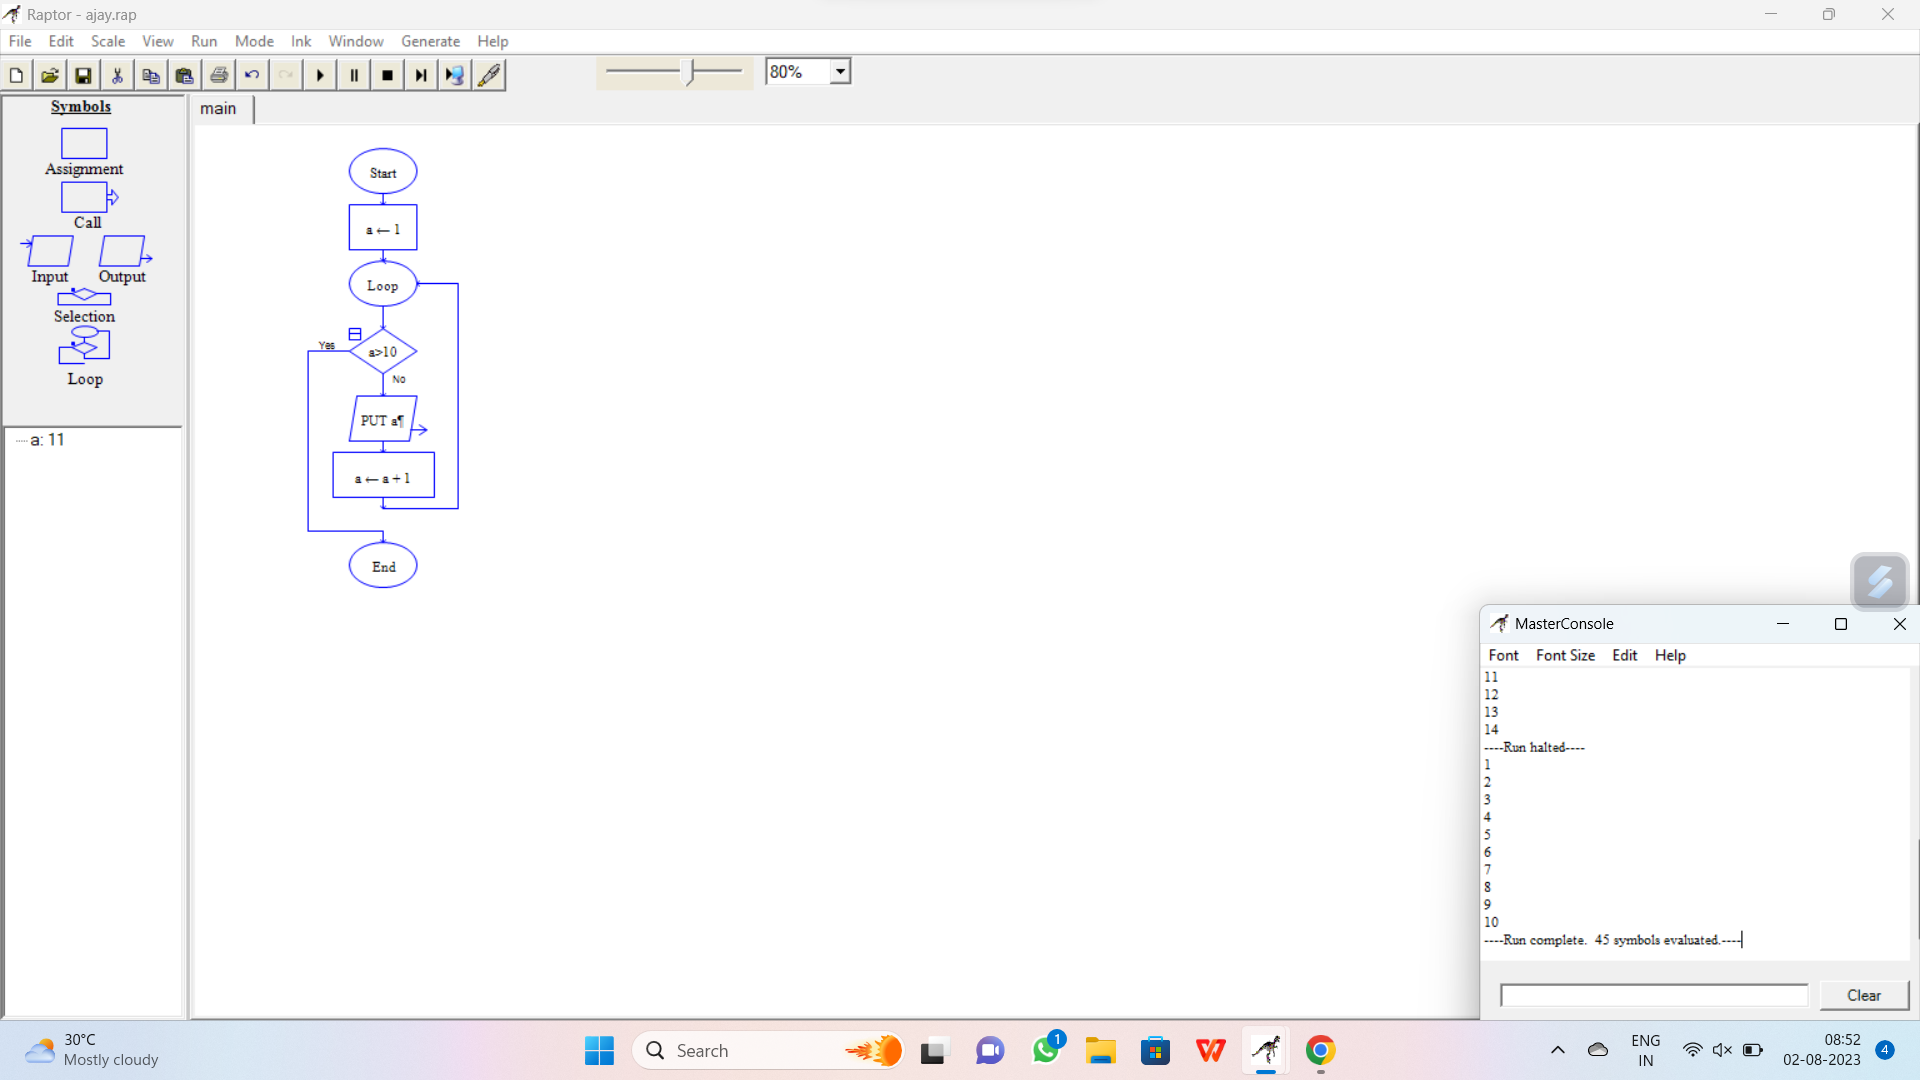 Raptor - ajay.rap
File Edit Scale View Run Mode Ink Window Generate Help
80%
Symbols
main
Assignment
Call
Input Output
Selection
Loop
a: 11
Start
a ← 1
Loop
Yes
a>10
No
PUT a¶
a ← a + 1
End
MasterConsole
Font Font Size Edit Help
11
12
13
14
----Run halted----
1
2
3
4
5
6
7
8
9
10
----Run complete. 45 symbols evaluated.----
Clear
30°C
Mostly cloudy
Search
1
W
ENG
IN
08:52
02-08-2023
4